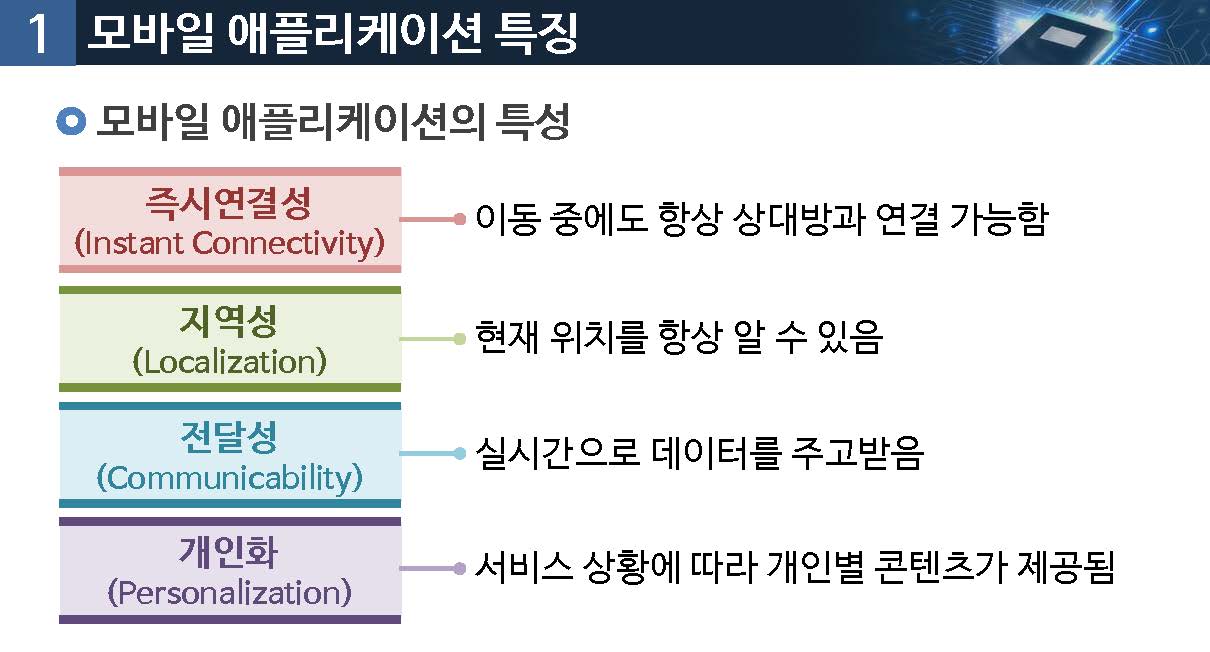 1 모바일 애플리케이션 특징
모바일 애플리케이션의 특성
즉시연결성
(Instant Connectivity)
이동 중에도 항상 상대방과 연결 가능함
지역성
(Localization)
현재 위치를 항상 알 수 있음
전달성
(Communicability)
실시간으로 데이터를 주고받음
개인화
(Personalization)
서비스 상황에 따라 개인별 콘텐츠가 제공됨